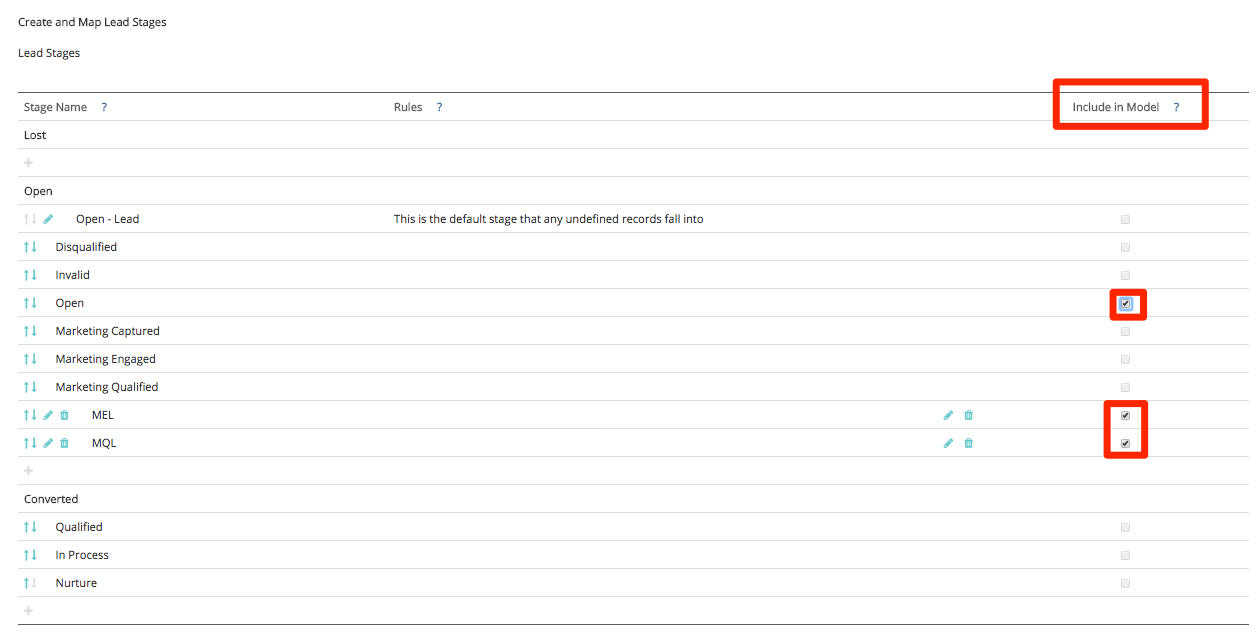 Create and Map Lead Stages
Lead Stages
Stage Name ? Rules ? Include in Model ?
Lost
Open
Open - Lead This is the default stage that any undefined records fall into
Disqualified
Invalid
Open
Marketing Captured
Marketing Engaged
Marketing Qualified
MEL
MQL
Converted
Qualified
In Process
Nurture